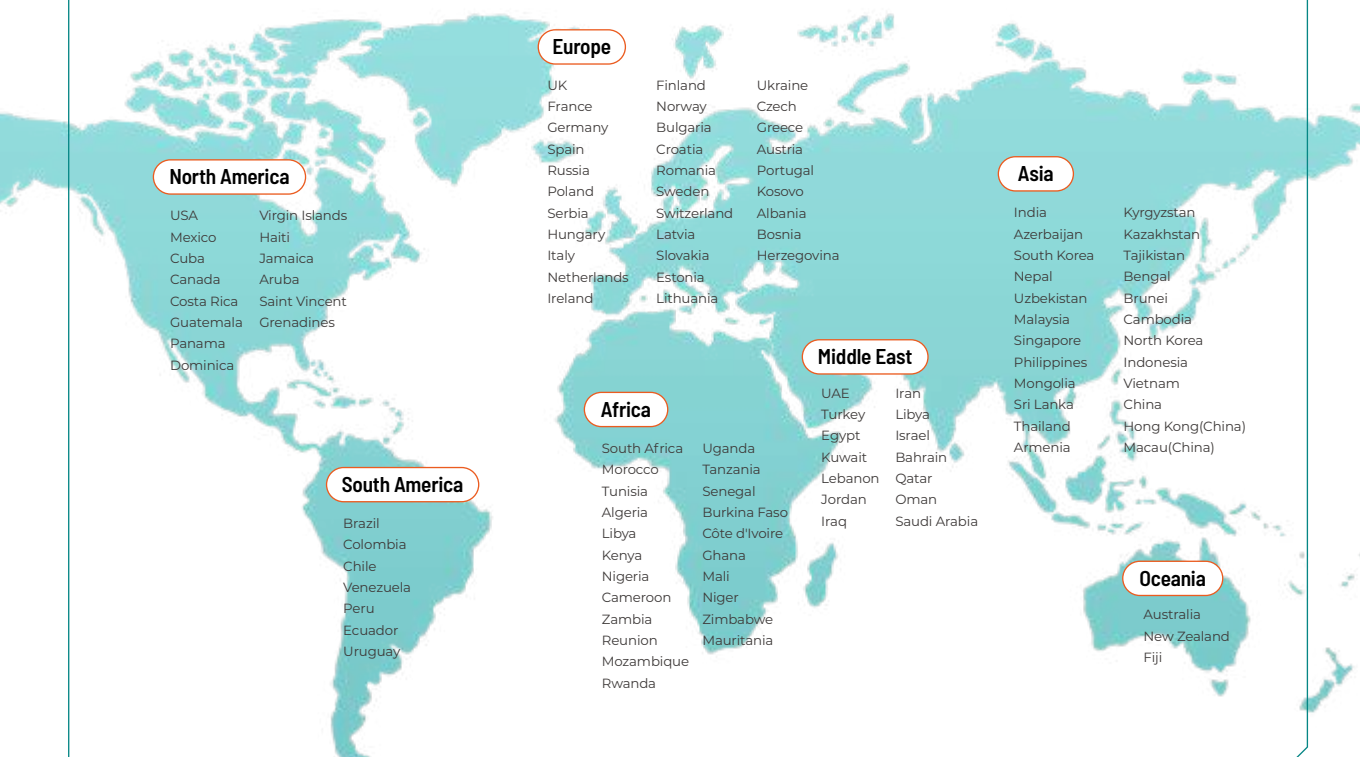 Europe
UK
France
Germany
Spain
Russia
Poland
Serbia
Hungary
Italy
Netherlands
Ireland
Finland
Norway
Bulgaria
Croatia
Romania
Sweden
Switzerland
Latvia
Slovakia
Estonia
Lithuania
Ukraine
Czech
Greece
Austria
Portugal
Kosovo
Albania
Bosnia
Herzegovina
North America
USA
Mexico
Cuba
Canada
Costa Rica
Guatemala
Panama
Dominica
Virgin Islands
Haiti
Jamaica
Aruba
Saint Vincent
Grenadines
Asia
India
Azerbaijan
South Korea
Nepal
Uzbekistan
Malaysia
Singapore
Philippines
Mongolia
Sri Lanka
Thailand
Armenia
Kyrgyzstan
Kazakhstan
Tajikistan
Bengal
Brunei
Cambodia
North Korea
Indonesia
Vietnam
China
Hong Kong(China)
Macau(China)
Middle East
UAE
Turkey
Egypt
Kuwait
Lebanon
Jordan
Iraq
Iran
Libya
Israel
Bahrain
Qatar
Oman
Saudi Arabia
Africa
South Africa
Morocco
Tunisia
Algeria
Libya
Kenya
Nigeria
Cameroon
Zambia
Reunion
Mozambique
Rwanda
Uganda
Tanzania
Senegal
Burkina Faso
Côte d'Ivoire
Ghana
Mali
Niger
Zimbabwe
Mauritania
South America
Brazil
Colombia
Chile
Venezuela
Peru
Ecuador
Uruguay
Oceania
Australia
New Zealand
Fiji